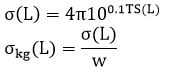 σ(L) = 4π10^0.1TS(L)
σ_kg(L) = σ(L)/w